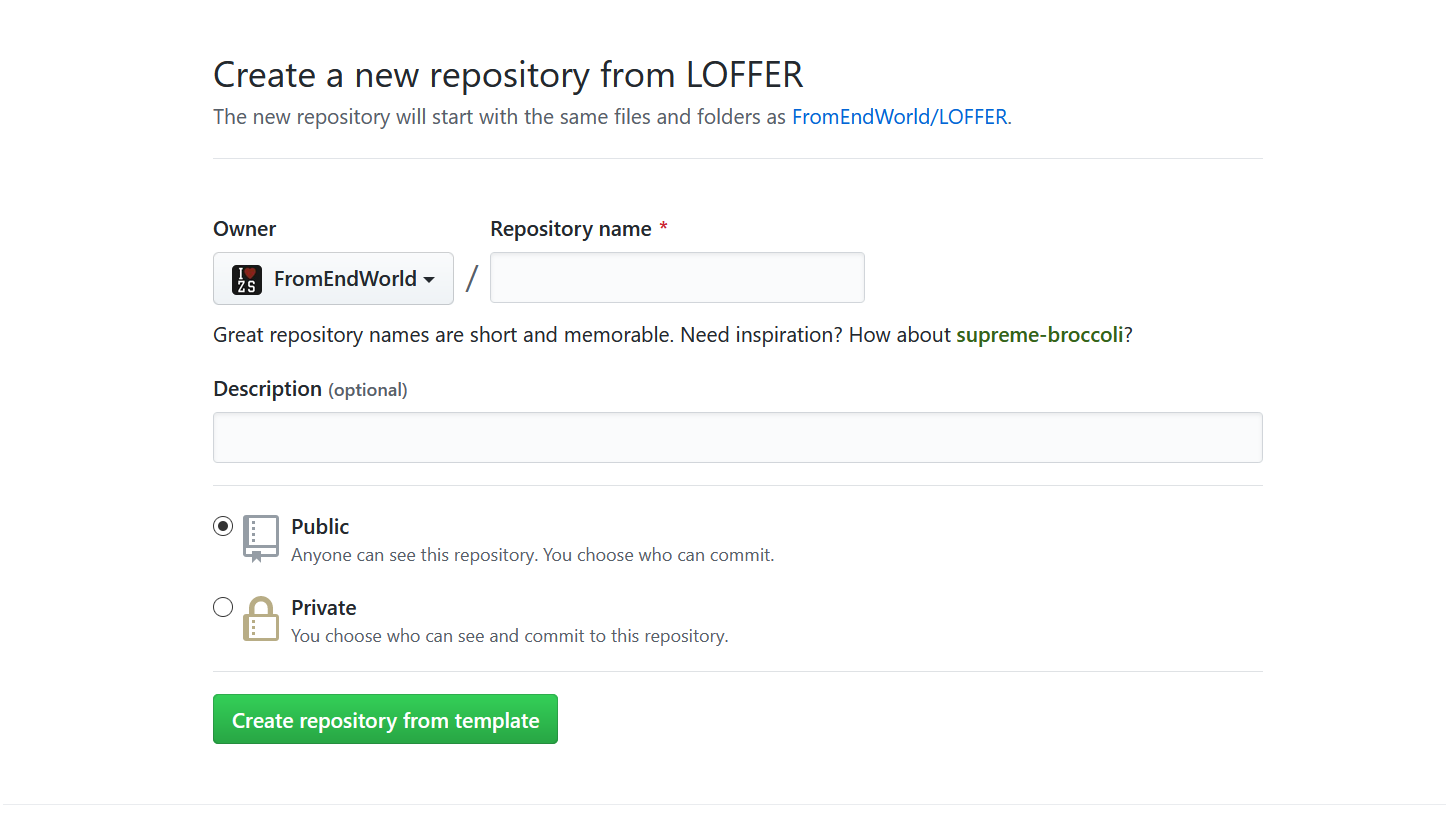 Create a new repository from LOFFER
The new repository will start with the same files and folders as FromEndWorld/LOFFER.
Owner
Repository name *
I ZS
FromEndWorld
/
Great repository names are short and memorable. Need inspiration? How about supreme-broccoli?
Description (optional)
Public
Anyone can see this repository. You choose who can commit.
Private
You choose who can see and commit to this repository.
Create repository from template